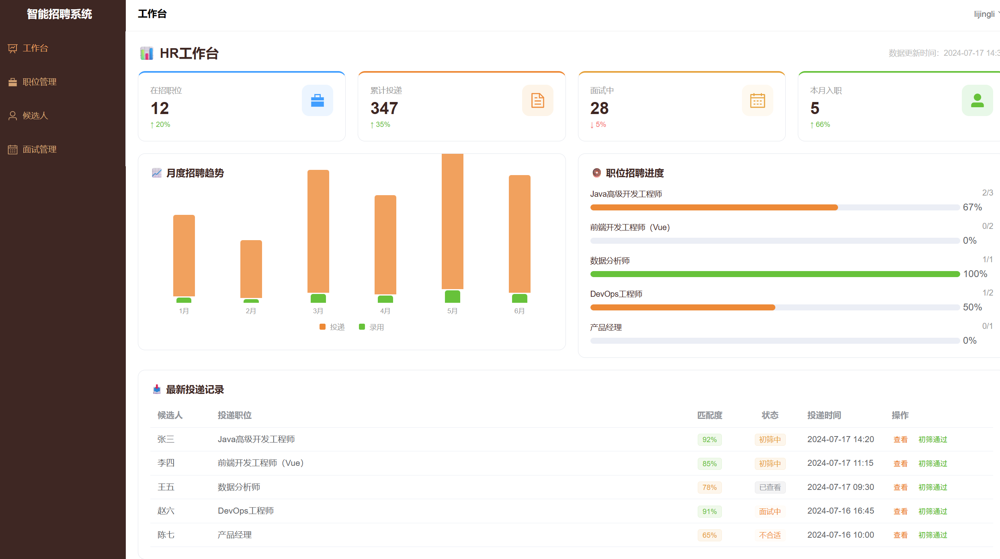 智能招聘系统
工作台
职位管理
候选人
面试管理
工作台
lijingli
HR工作台
数据更新时间：2024-07-17 14:3
在招职位
12
↑ 20%
累计投递
347
↑ 35%
面试中
28
↓ 5%
本月入职
5
↑ 66%
月度招聘趋势
1月 2月 3月 4月 5月 6月
投递 录用
职位招聘进度
Java高级开发工程师 2/3
67%
前端开发工程师（Vue） 0/2
0%
数据分析师 1/1
100%
DevOps工程师 1/2
50%
产品经理 0/1
0%
最新投递记录
候选人 投递职位 匹配度 状态 投递时间 操作
张三 Java高级开发工程师 92% 初筛中 2024-07-17 14:20 查看 初筛通过
李四 前端开发工程师（Vue） 85% 初筛中 2024-07-17 11:15 查看 初筛通过
王五 数据分析师 78% 已查看 2024-07-17 09:30 查看 初筛通过
赵六 DevOps工程师 91% 面试中 2024-07-16 16:45 查看 初筛通过
陈七 产品经理 65% 不合适 2024-07-16 10:00 查看 初筛通过